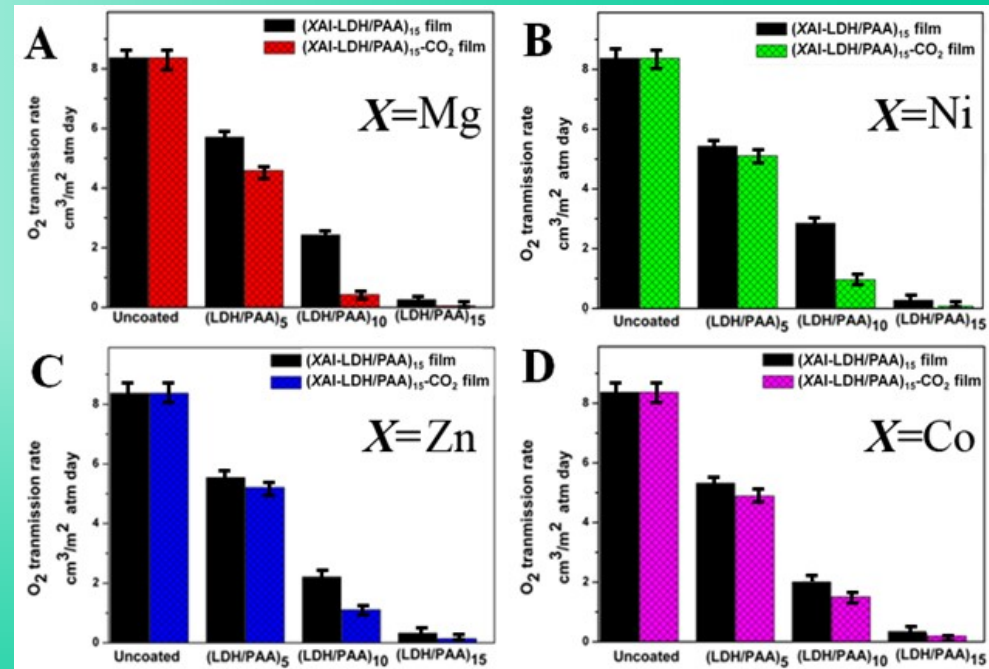 A
(XAl-LDH/PAA)15 film
(XAl-LDH/PAA)15-CO2 film
X=Mg
O2 tranmission rate
cm3/m2 atm day
8
6
4
2
0
Uncoated (LDH/PAA)5 (LDH/PAA)10 (LDH/PAA)15
B
(XAl-LDH/PAA)15 film
(XAl-LDH/PAA)15-CO2 film
X=Ni
O2 tranmission rate
cm3/m2 atm day
8
6
4
2
0
Uncoated (LDH/PAA)5 (LDH/PAA)10 (LDH/PAA)15
C
(XAl-LDH/PAA)15 film
(XAl-LDH/PAA)15-CO2 film
X=Zn
O2 tranmission rate
cm3/m2 atm day
8
6
4
2
0
Uncoated (LDH/PAA)5 (LDH/PAA)10 (LDH/PAA)15
D
(XAl-LDH/PAA)15 film
(XAl-LDH/PAA)15-CO2 film
X=Co
O2 tranmission rate
cm3/m2 atm day
8
6
4
2
0
Uncoated (LDH/PAA)5 (LDH/PAA)10 (LDH/PAA)15